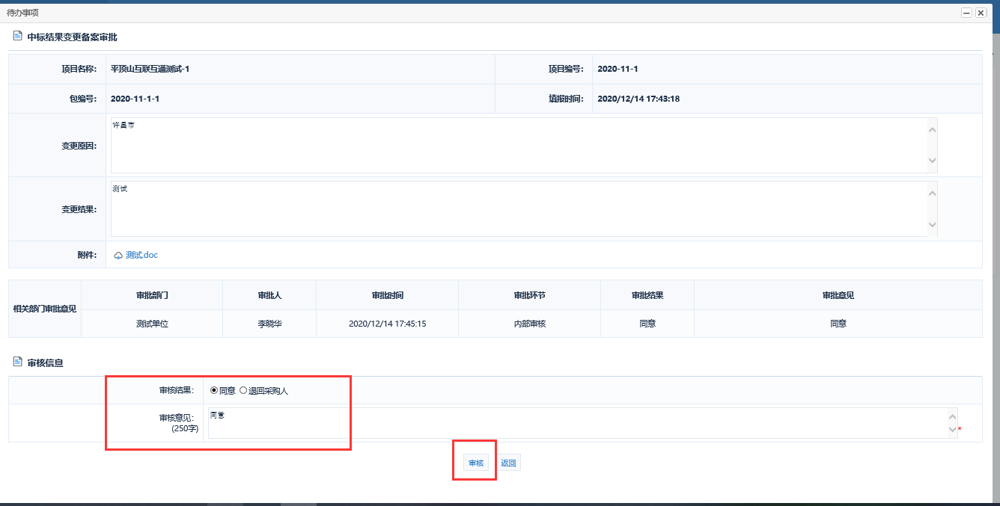 待办事项
中标结果变更备案审批
项目名称: 平顶山互联互通测试-1 项目编号: 2020-11-1
包编号: 2020-11-1-1 填报时间: 2020/12/14 17:43:18
变更原因: 许昌市
变更结果: 测试
附件: 测试.doc
相关部门审批意见 审批部门 审批人 审批时间 审批环节 审批结果 审批意见
测试单位 李晓华 2020/12/14 17:45:15 内部审核 同意 同意
审核信息
审核结果: 同意 退回采购人
审核意见: 同意
(250字) *
审核 返回